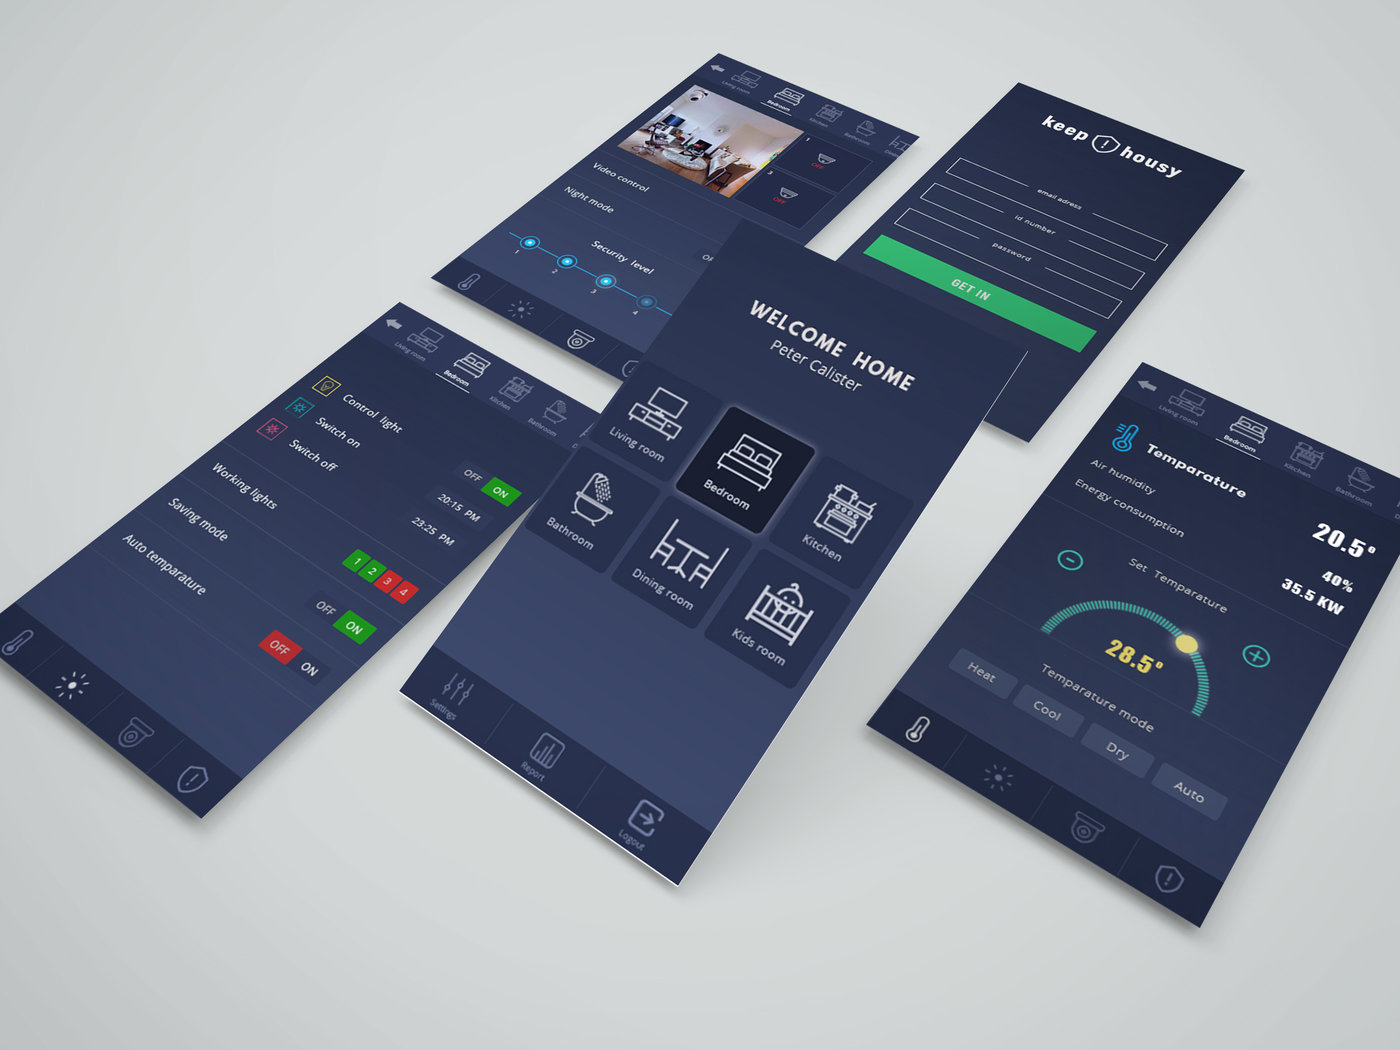 Living room
Bedroom
Kitchen
Bathroom
1
OFF
3
OFF
Video control
Night mode
Security level
1
2
3
4
keep housy
email adress
id number
password
GET IN
WELCOME HOME
Peter Calister
Living room
Bedroom
Kitchen
Bathroom
Dining room
Kids room
Settings
Report
Logout
Living room
Bedroom
Kitchen
Bathroom
Control light
OFF ON
Switch on
20:15 PM
Switch off
23:25 PM
Working lights
1 2 3 4
Saving mode
OFF ON
Auto temparature
OFF ON
Living room
Bedroom
Kitchen
Bathroom
Temparature
20.5°
Air humidity
40%
Energy consumption
35.5 KW
Set Temparature
28.5°
Temparature mode
Heat
Cool
Dry
Auto